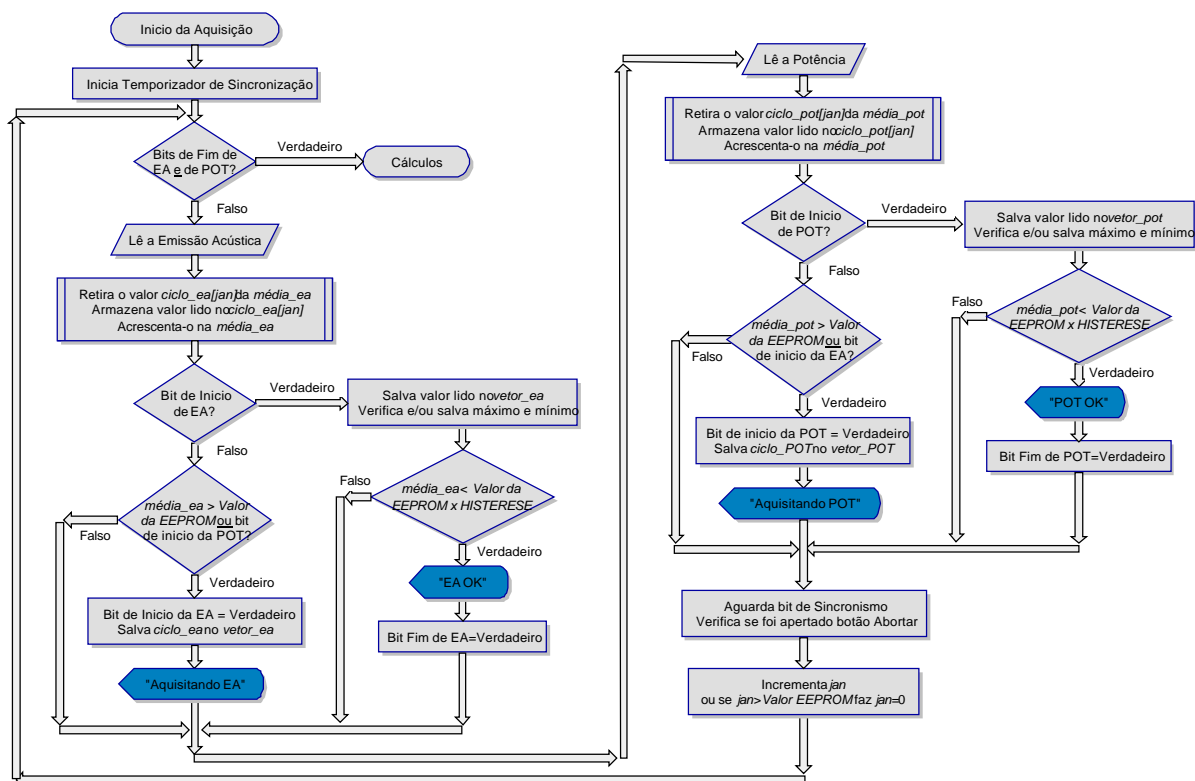 Inicio da Aquisição
Inicia Temporizador de Sincronização
Bits de Fim de
EA e de POT?
Verdadeiro
Cálculos
Falso
Lê a Emissão Acústica
Retira o valor ciclo_ea[jan]da média_ea
Armazena valor lido nociclo_ea[jan]
Acrescenta-o na média_ea
Bit de Inicio
de EA?
Verdadeiro
Salva valor lido novetor_ea
Verifica e/ou salva máximo e mínimo
Falso
média_ea > Valor
da EEPROMou bit
de inicio da POT?
Falso
Falso
média_ea< Valor da
EEPROM x HISTERESE
Verdadeiro
Verdadeiro
"EA OK"
Bit de Inicio da EA = Verdadeiro
Salva ciclo_eano vetor_ea
Bit Fim de EA=Verdadeiro
"Aquisitando EA"
Lê a Potência
Retira o valor ciclo_pot[jan]da média_pot
Armazena valor lido nociclo_pot[jan]
Acrescenta-o na média_pot
Bit de Inicio
de POT?
Verdadeiro
Salva valor lido novetor_pot
Verifica e/ou salva máximo e mínimo
Falso
média_pot > Valor
da EEPROMou bit
de inicio da EA?
Falso
Falso
média_pot< Valor da
EEPROM x HISTERESE
Verdadeiro
Verdadeiro
"POT OK"
Bit de inicio da POT = Verdadeiro
Salva ciclo_POTno vetor_POT
Bit Fim de POT=Verdadeiro
"Aquisitando POT"
Aguarda bit de Sincronismo
Verifica se foi apertado botão Abortar
Incrementa jan
ou se jan>Valor EEPROMfaz jan=0